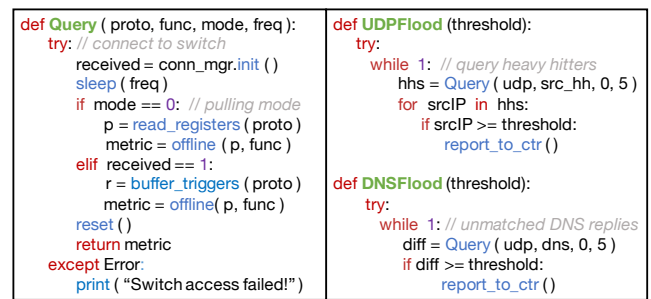 def Query ( proto, func, mode, freq ):
try: // connect to switch
received = conn_mgr.init ( )
sleep ( freq )
if mode == 0: // pulling mode
p = read_registers ( proto )
metric = offline ( p, func )
elif received == 1:
r = buffer_triggers ( proto )
metric = offline( p, func )
reset ( )
return metric
except Error:
print ( “Switch access failed!” )
def UDPFlood (threshold):
try:
while 1: // query heavy hitters
hhs = Query ( udp, src_hh, 0, 5 )
for srcIP in hhs:
if srcIP >= threshold:
report_to_ctr ( )
def DNSFlood (threshold):
try:
while 1: // unmatched DNS replies
diff = Query ( udp, dns, 0, 5 )
if diff >= threshold:
report_to_ctr ( )